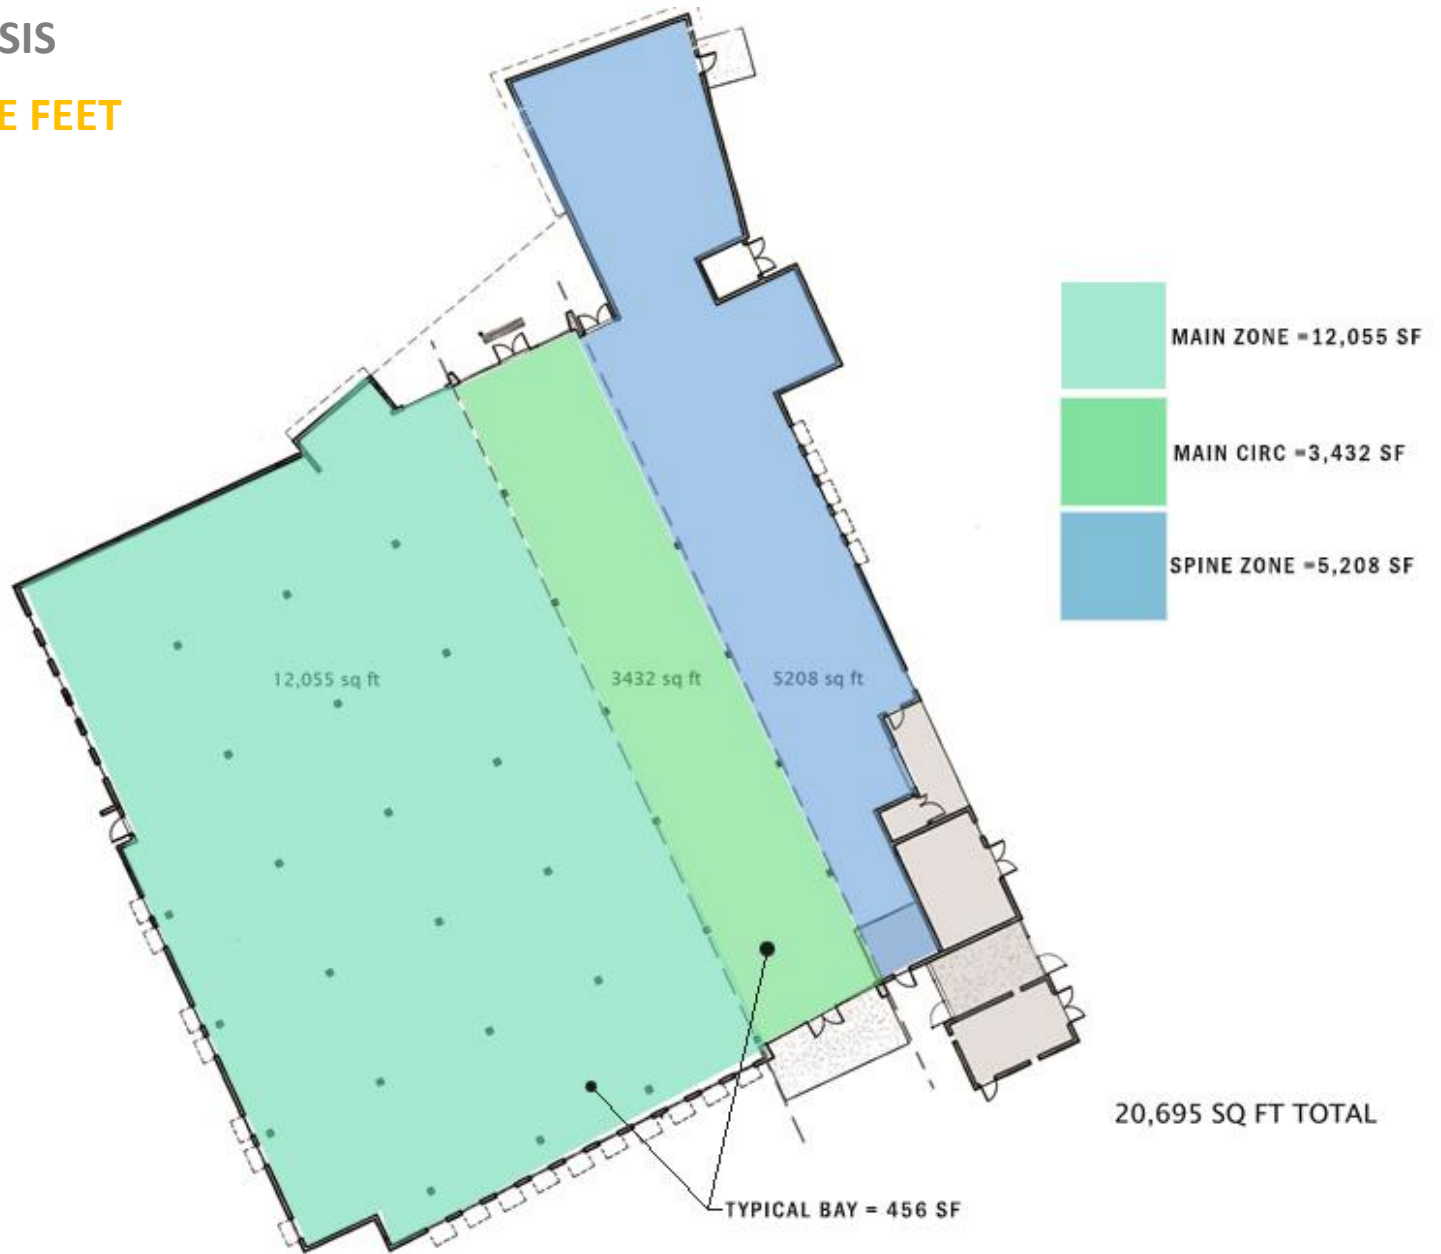 SIS
E FEET
MAIN ZONE =12,055 SF
MAIN CIRC =3,432 SF
SPINE ZONE =5,208 SF
12,055 sq ft
3432 sq ft
5208 sq ft
20,695 SQ FT TOTAL
TYPICAL BAY = 456 SF